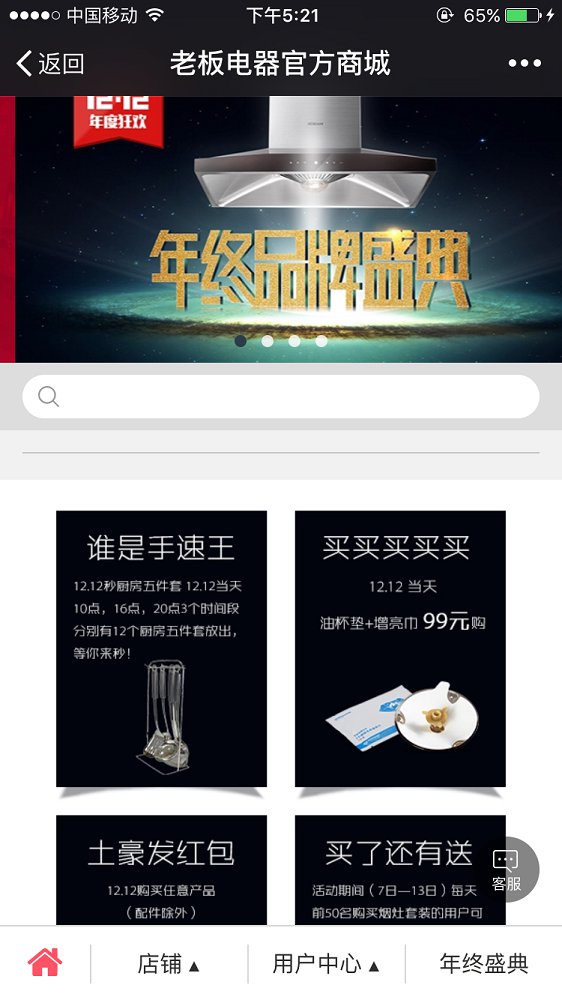 中国移动
下午5:21
65%
返回
老板电器官方商城
12.12
年度狂欢
年终品牌盛典
谁是手速王
12.12秒厨房五件套 12.12当天
10点，16点，20点3个时间段
分别有12个厨房五件套放出，
等你来秒！
买买买买买
12.12 当天
油杯垫+增亮巾 99元购
土豪发红包
12.12购买任意产品
（配件除外）
买了还有送
活动期间（7日—13日）每天
前50名购买烟灶套装的用户可
客服
店铺▲
用户中心▲
年终盛典